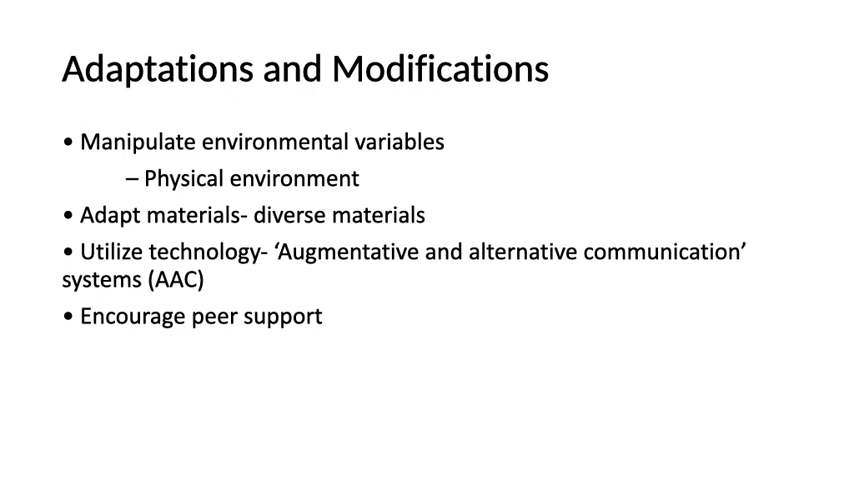 Adaptations and Modifications
• Manipulate environmental variables
– Physical environment
• Adapt materials- diverse materials
• Utilize technology- ‘Augmentative and alternative communication’
systems (AAC)
• Encourage peer support